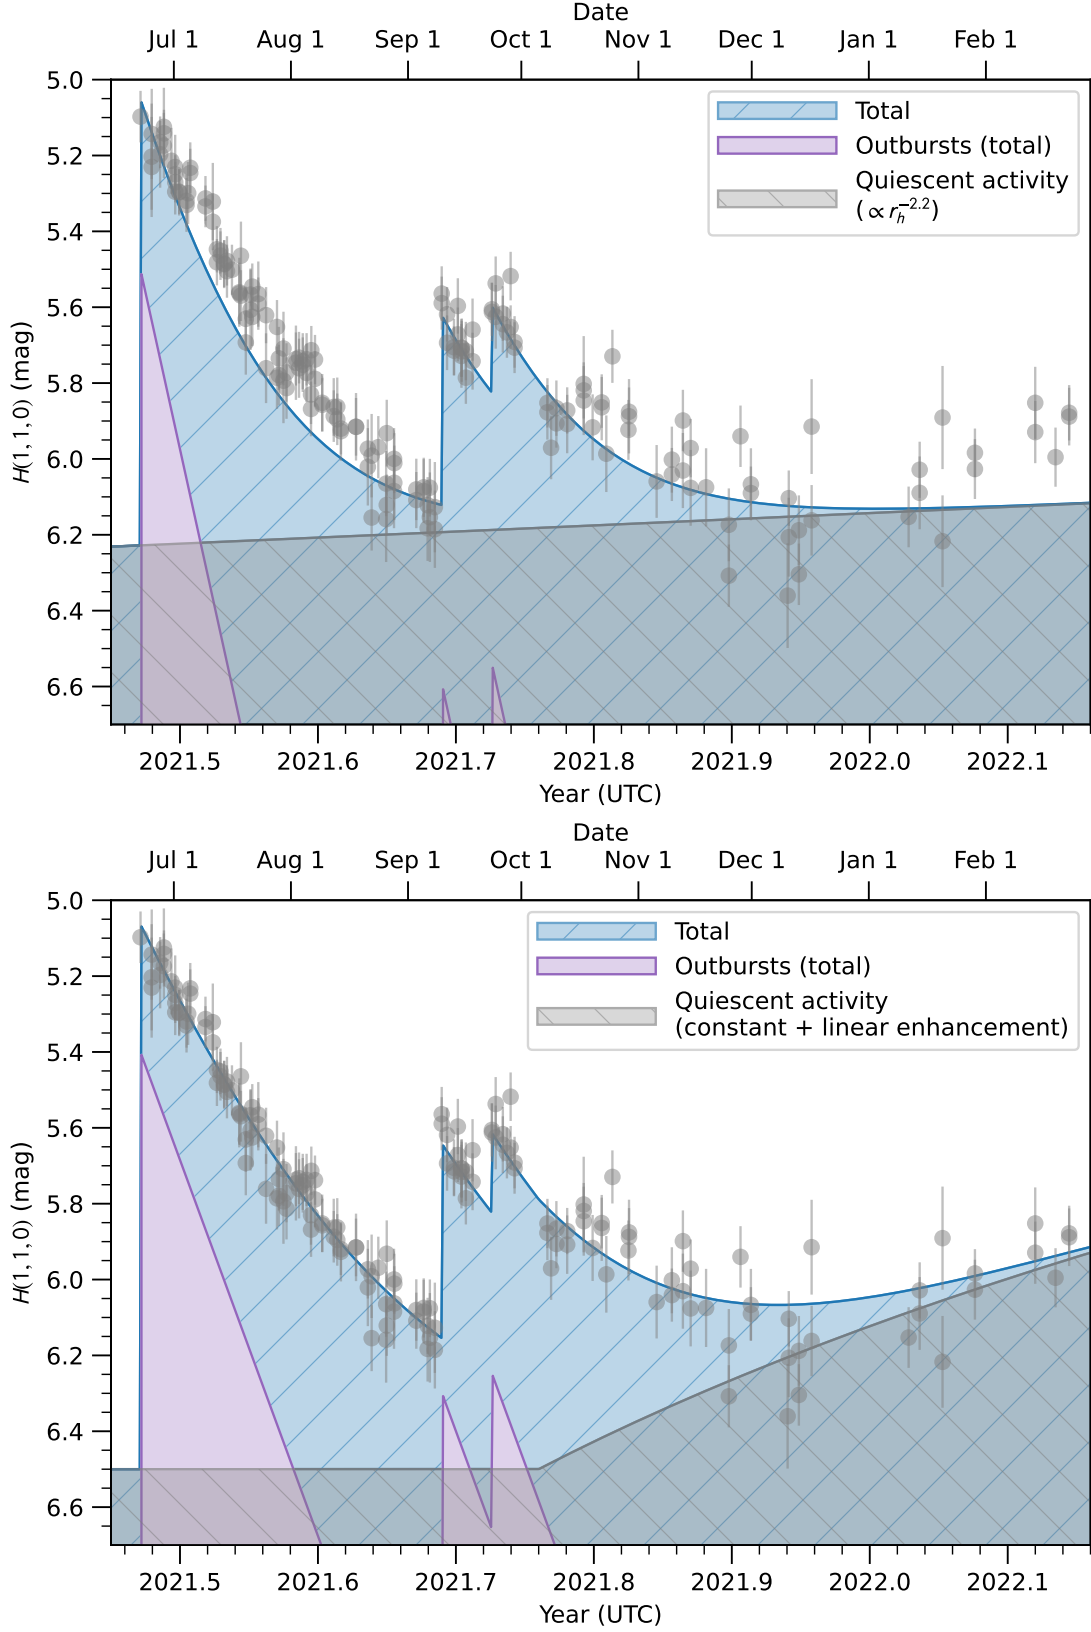 Date
Jul 1 Aug 1 Sep 1 Oct 1 Nov 1 Dec 1 Jan 1 Feb 1
5.0
5.2
5.4
5.6
5.8
6.0
6.2
6.4
6.6
H(1, 1, 0) (mag)
Total
Outbursts (total)
Quiescent activity
(∝ r_h^−2.2)
2021.5 2021.6 2021.7 2021.8 2021.9 2022.0 2022.1
Year (UTC)
Date
Jul 1 Aug 1 Sep 1 Oct 1 Nov 1 Dec 1 Jan 1 Feb 1
5.0
5.2
5.4
5.6
5.8
6.0
6.2
6.4
6.6
H(1, 1, 0) (mag)
Total
Outbursts (total)
Quiescent activity
(constant + linear enhancement)
2021.5 2021.6 2021.7 2021.8 2021.9 2022.0 2022.1
Year (UTC)